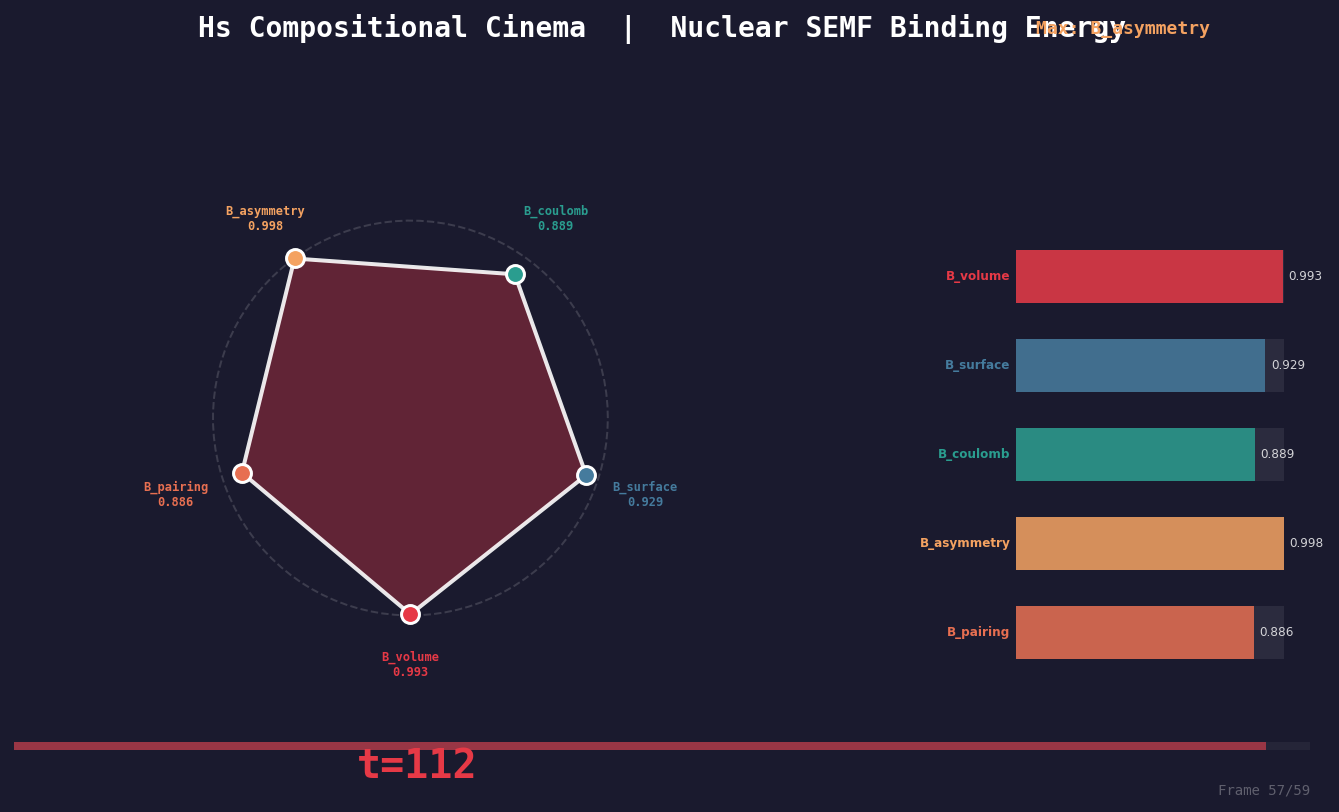 Hs Compositional Cinema | Nuclear SEMF Binding Energy
Max: B_asymmetry
B_asymmetry
0.998
B_coulomb
0.889
B_pairing
0.886
B_surface
0.929
B_volume
0.993
B_volume 0.993
B_surface 0.929
B_coulomb 0.889
B_asymmetry 0.998
B_pairing 0.886
t=112
Frame 57/59